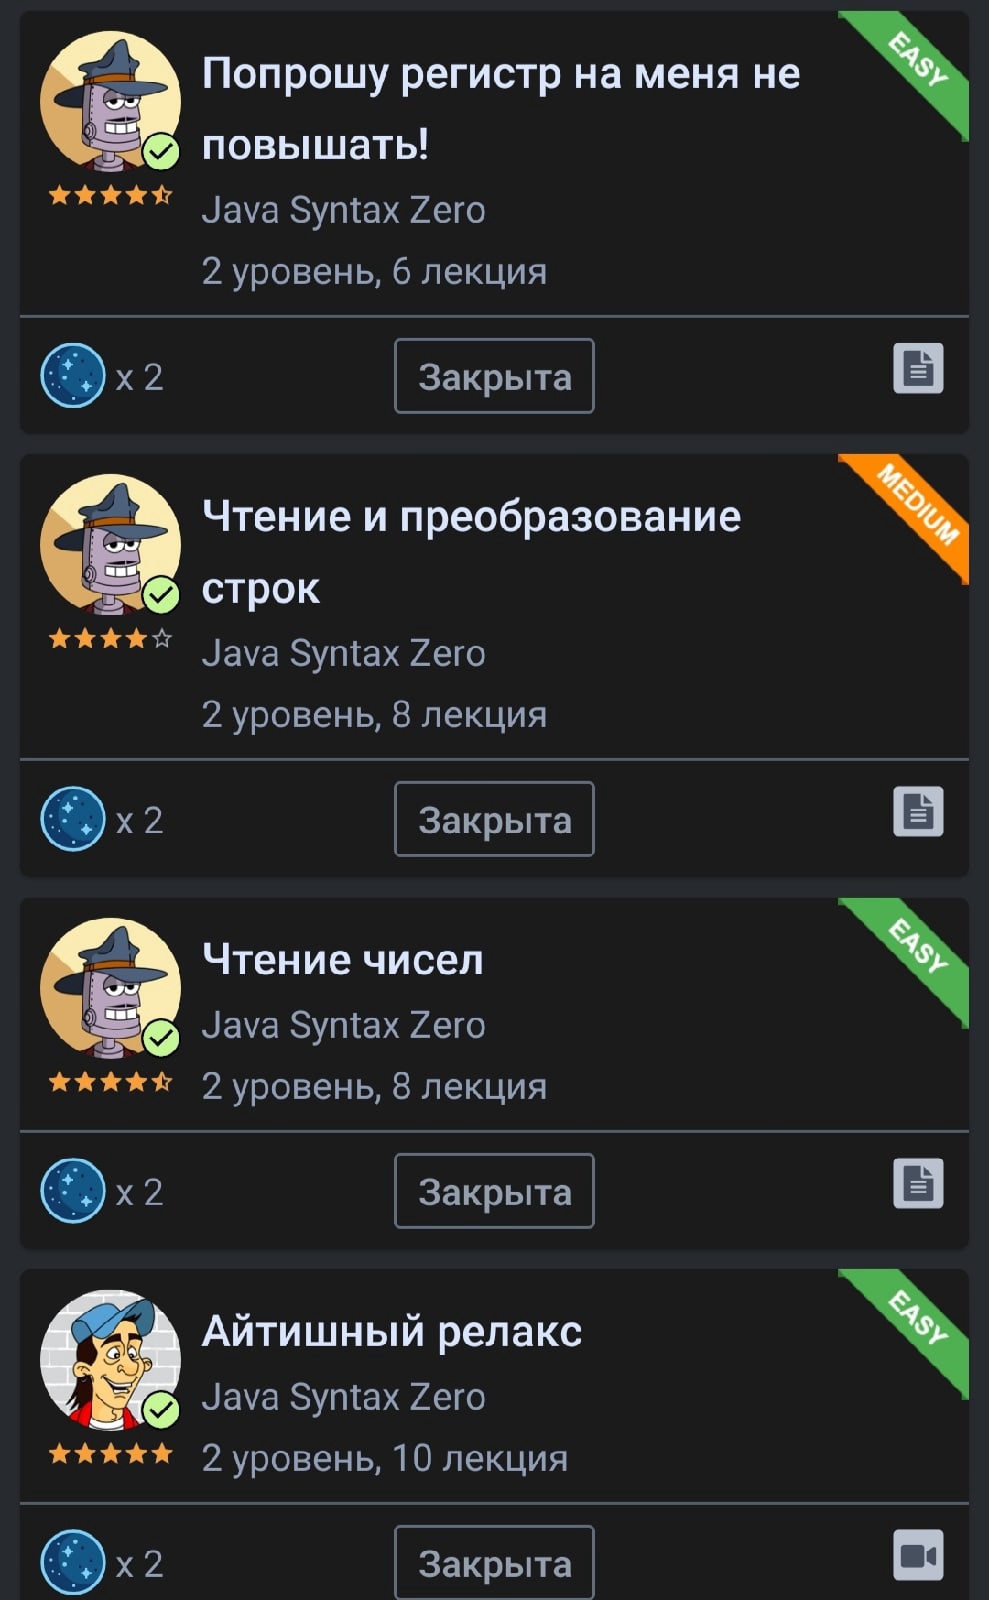 EASY
Попрошу регистр на меня не
повышать!
Java Syntax Zero
2 уровень, 6 лекция
x 2
Закрыта
MEDIUM
Чтение и преобразование
строк
Java Syntax Zero
2 уровень, 8 лекция
x 2
Закрыта
EASY
Чтение чисел
Java Syntax Zero
2 уровень, 8 лекция
x 2
Закрыта
EASY
Айтишный релакс
Java Syntax Zero
2 уровень, 10 лекция
x 2
Закрыта